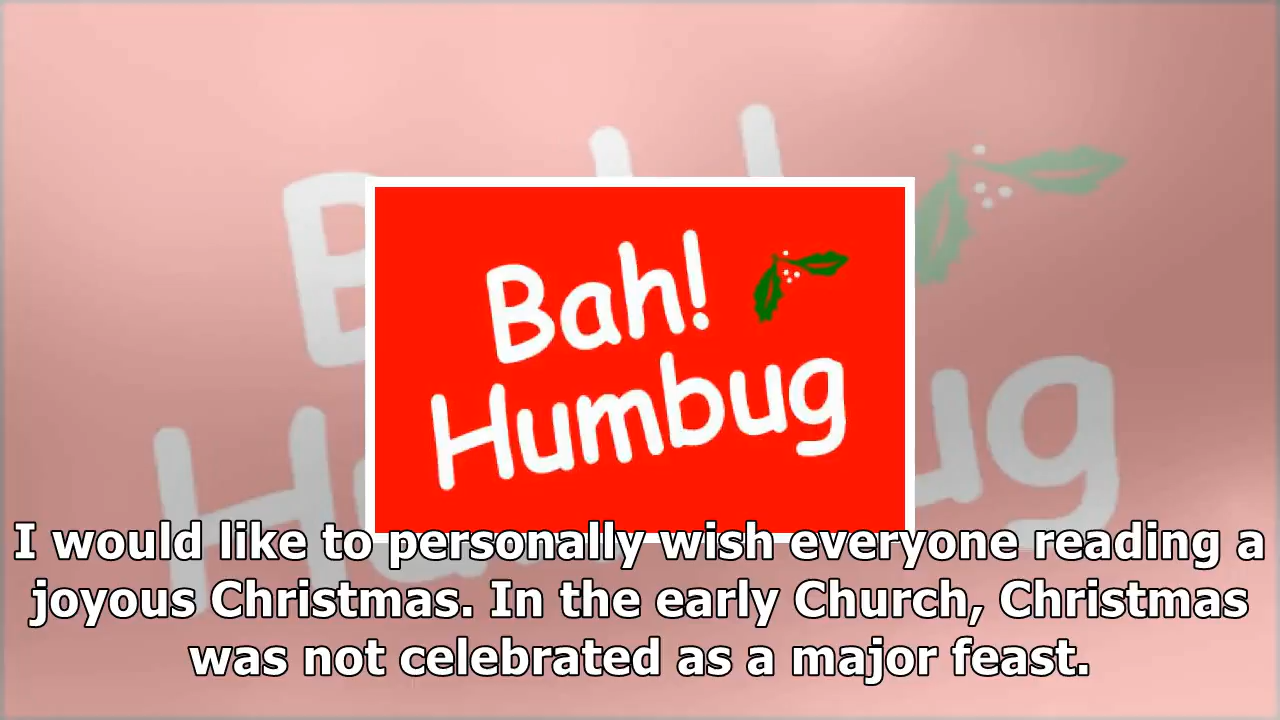 Bah!
Humbug
I would like to personally wish everyone reading a
joyous Christmas. In the early Church, Christmas
was not celebrated as a major feast.